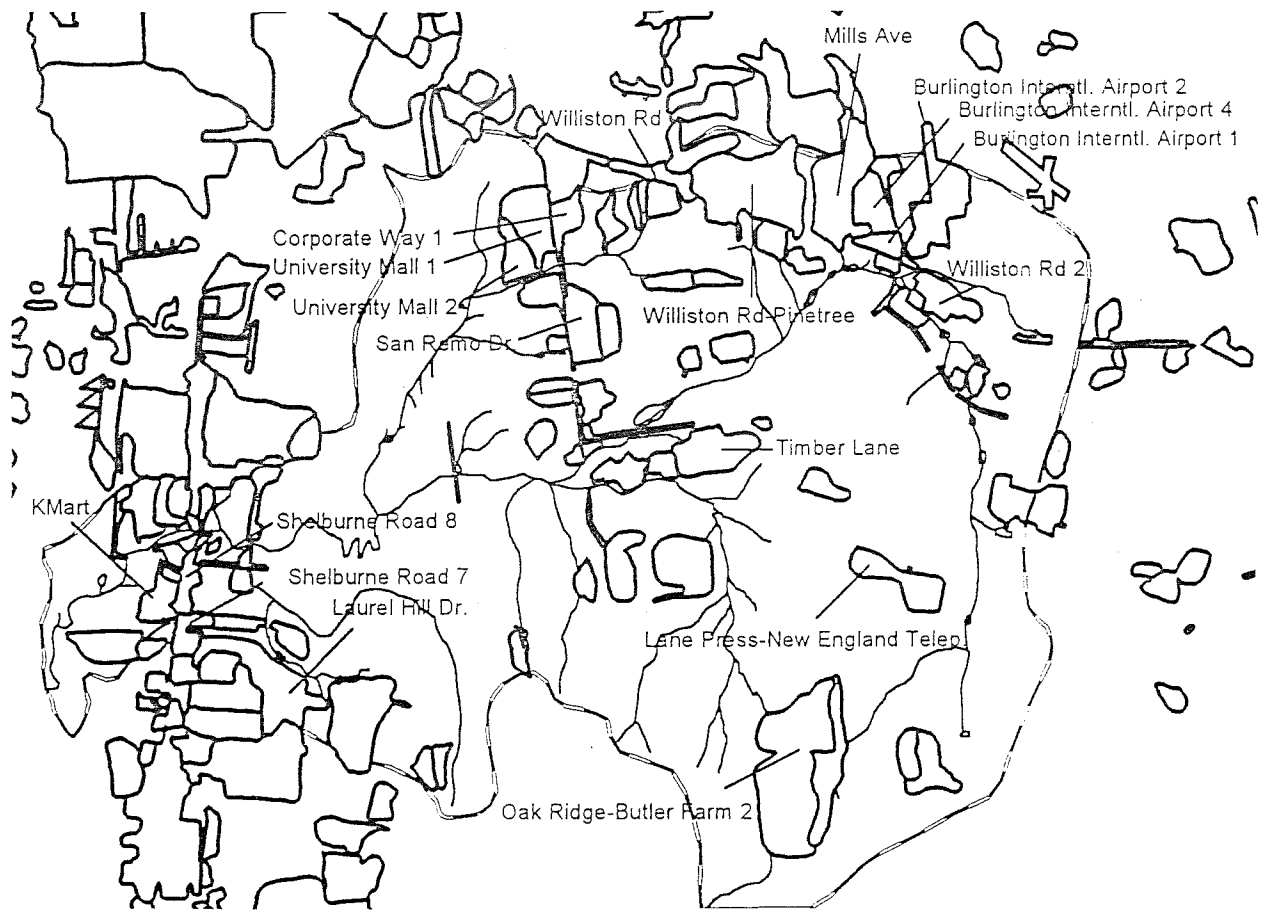 Mills Ave
Burlington Interntl. Airport 2
Burlington Interntl. Airport 4
Williston Rd
Burlington Interntl. Airport 1
Corporate Way 1
University Mall 1
Williston Rd 2
University Mall 2
Williston Rd-Pinetree
San Remo Dr.
Timber Lane
KMart
Shelburne Road 8
Shelburne Road 7
Laurel Hill Dr.
Lane Press-New England Telep.
Oak Ridge-Butler Farm 2